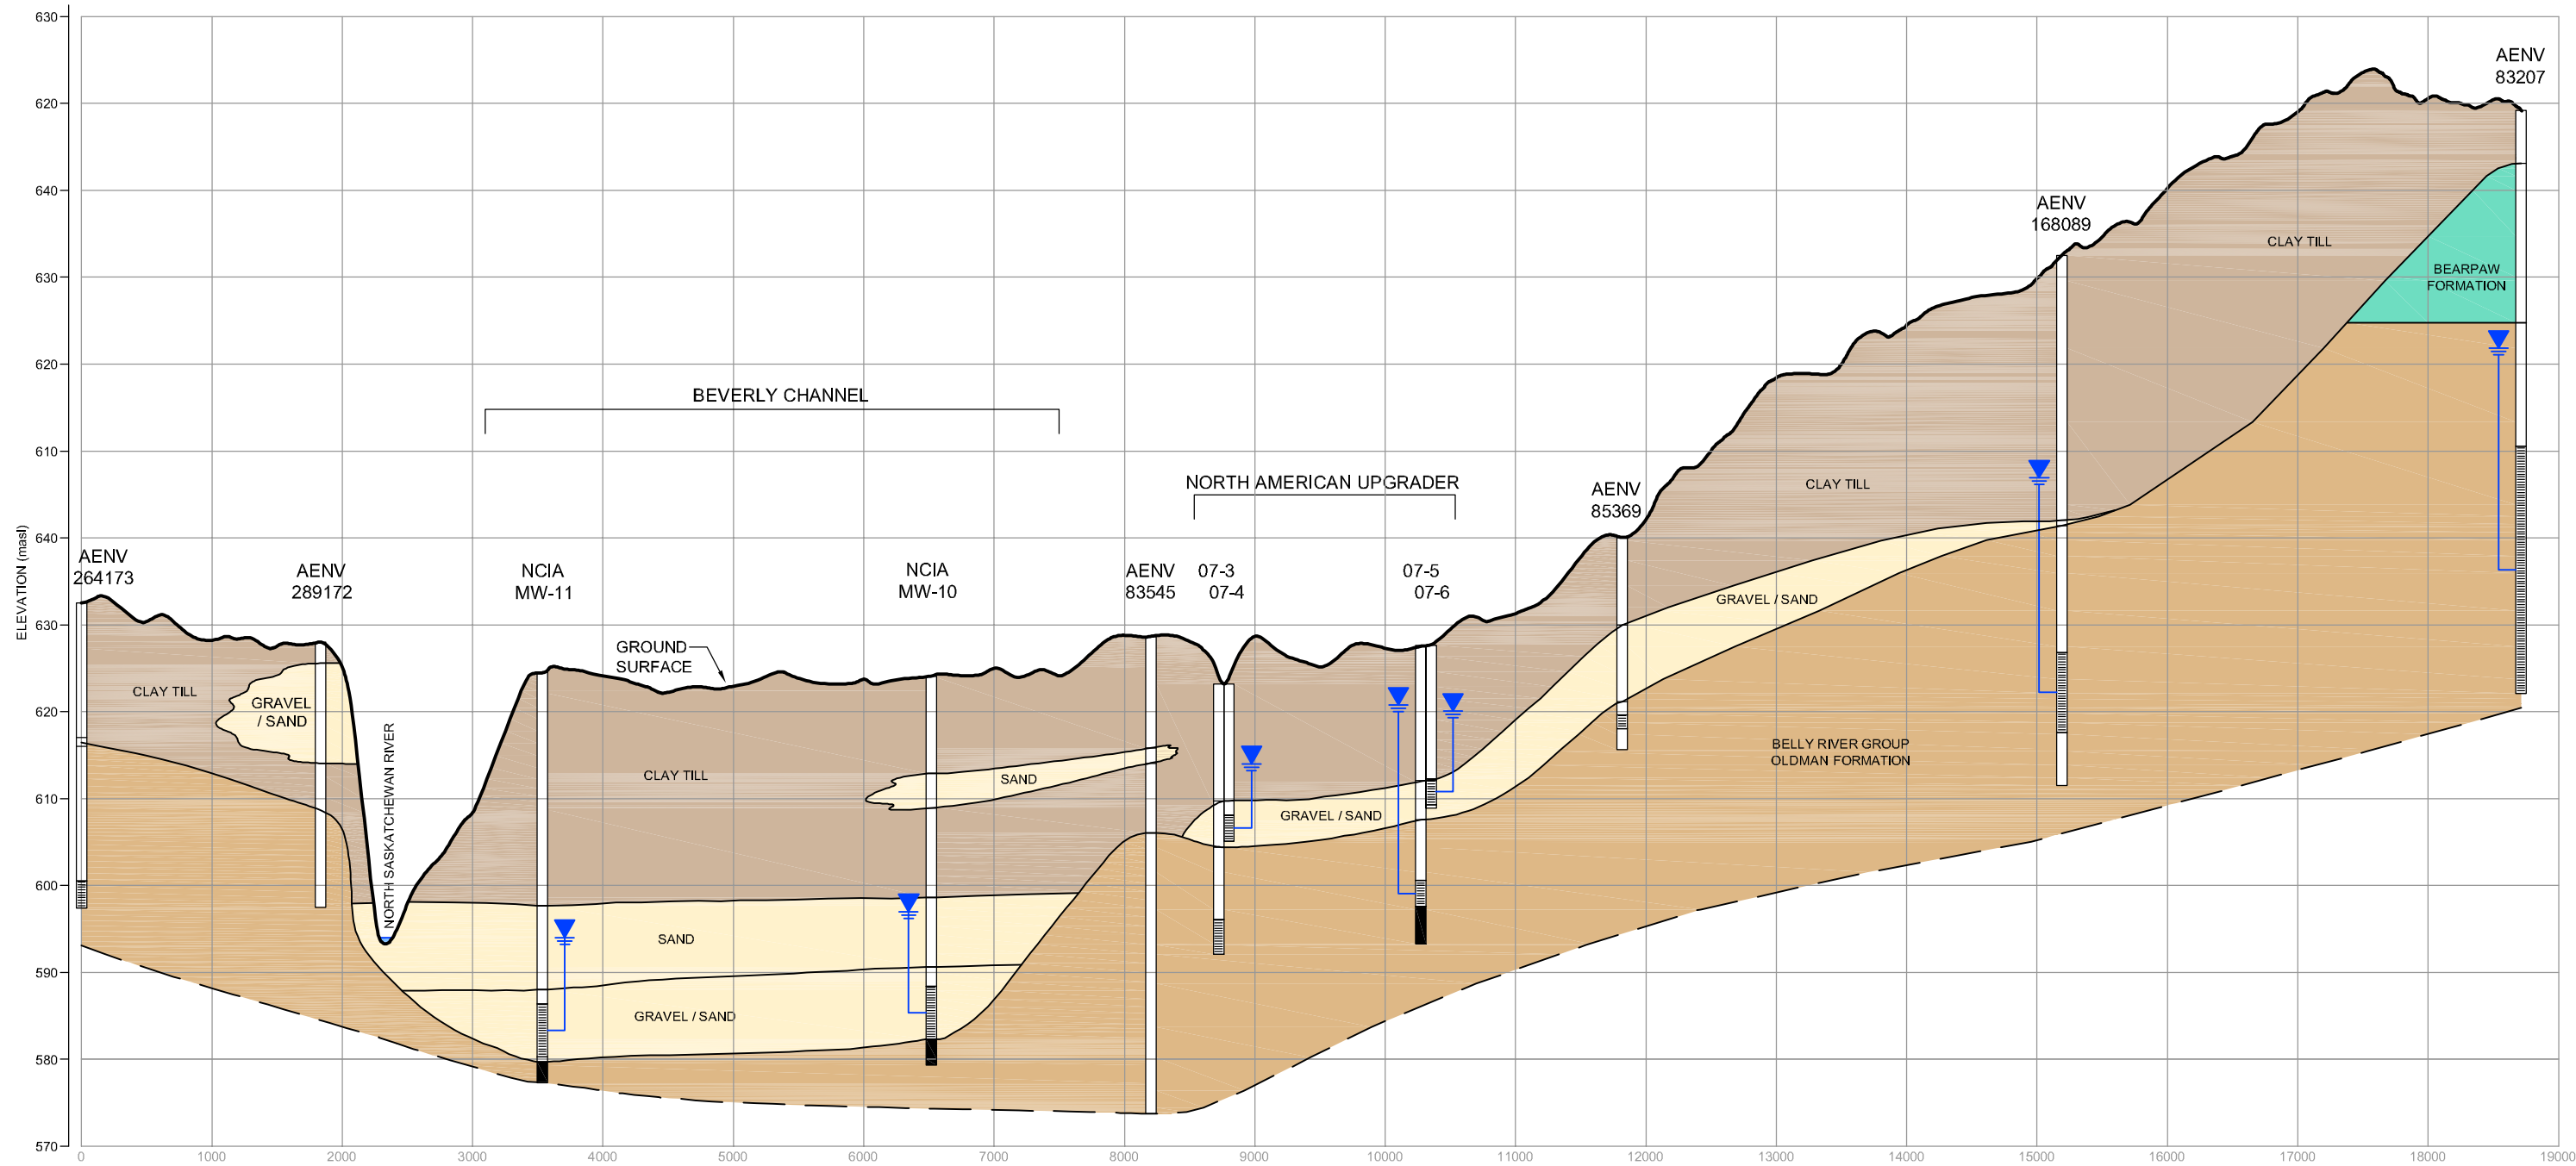 630
620
640
630
620
610
640
630
620
610
600
590
580
570
ELEVATION (masl)
0
1000
2000
3000
4000
5000
6000
7000
8000
9000
10000
11000
12000
13000
14000
15000
16000
17000
18000
19000
AENV
264173
AENV
289172
NCIA
MW-11
NCIA
MW-10
AENV
83545
07-3
07-4
07-5
07-6
AENV
85369
AENV
168089
AENV
83207
BEVERLY CHANNEL
NORTH AMERICAN UPGRADER
GROUND
SURFACE
NORTH SASKATCHEWAN RIVER
CLAY TILL
GRAVEL
/ SAND
CLAY TILL
SAND
SAND
GRAVEL / SAND
GRAVEL / SAND
GRAVEL / SAND
CLAY TILL
CLAY TILL
BEARPAW
FORMATION
BELLY RIVER GROUP
OLDMAN FORMATION